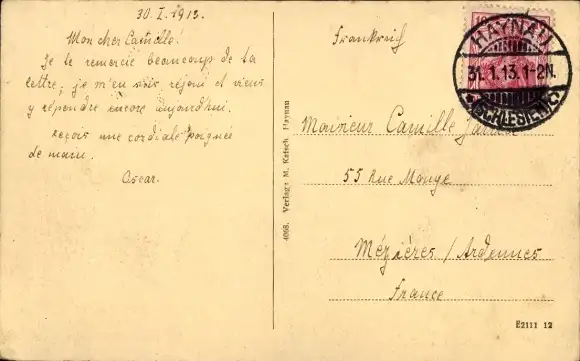 30. I. 1913.
Mon cher Camille!
Je te remercie beaucoup de ta
lettre, je m'en suis réjoui et viens
y répondre encore aujourd'hui.
Reçois une cordiale poignée
de main.
Oscar.
4068. Verlag: M. Katsch, Haynau
Frankreich
10
HAYNAU
31.1.13.1-2N.
(SCHLESIEN)
Monsieur Camille
55 Rue Monge
Mézières / Ardennes
France
E2111 12